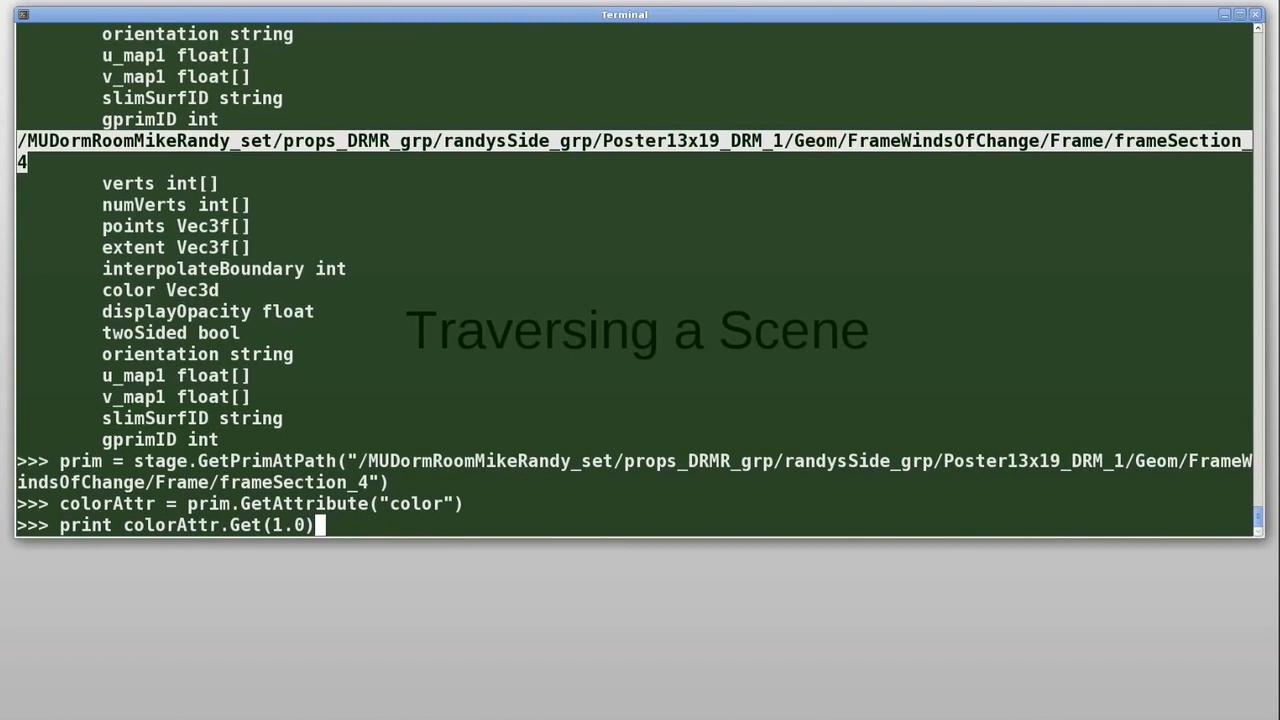 Terminal
orientation string
u_map1 float[]
v_map1 float[]
slimSurfID string
gprimID int
/MUDormRoomMikeRandy_set/props_DRMR_grp/randysSide_grp/Poster13x19_DRM_1/Geom/FrameWindsOfChange/Frame/frameSection_
4
verts int[]
numVerts int[]
points Vec3f[]
extent Vec3f[]
interpolateBoundary int
color Vec3d
displayOpacity float
twoSided bool
Traversing a Scene
orientation string
u_map1 float[]
v_map1 float[]
slimSurfID string
gprimID int
>>> prim = stage.GetPrimAtPath("/MUDormRoomMikeRandy_set/props_DRMR_grp/randysSide_grp/Poster13x19_DRM_1/Geom/FrameW
indsOfChange/Frame/frameSection_4")
>>> colorAttr = prim.GetAttribute("color")
>>> print colorAttr.Get(1.0)